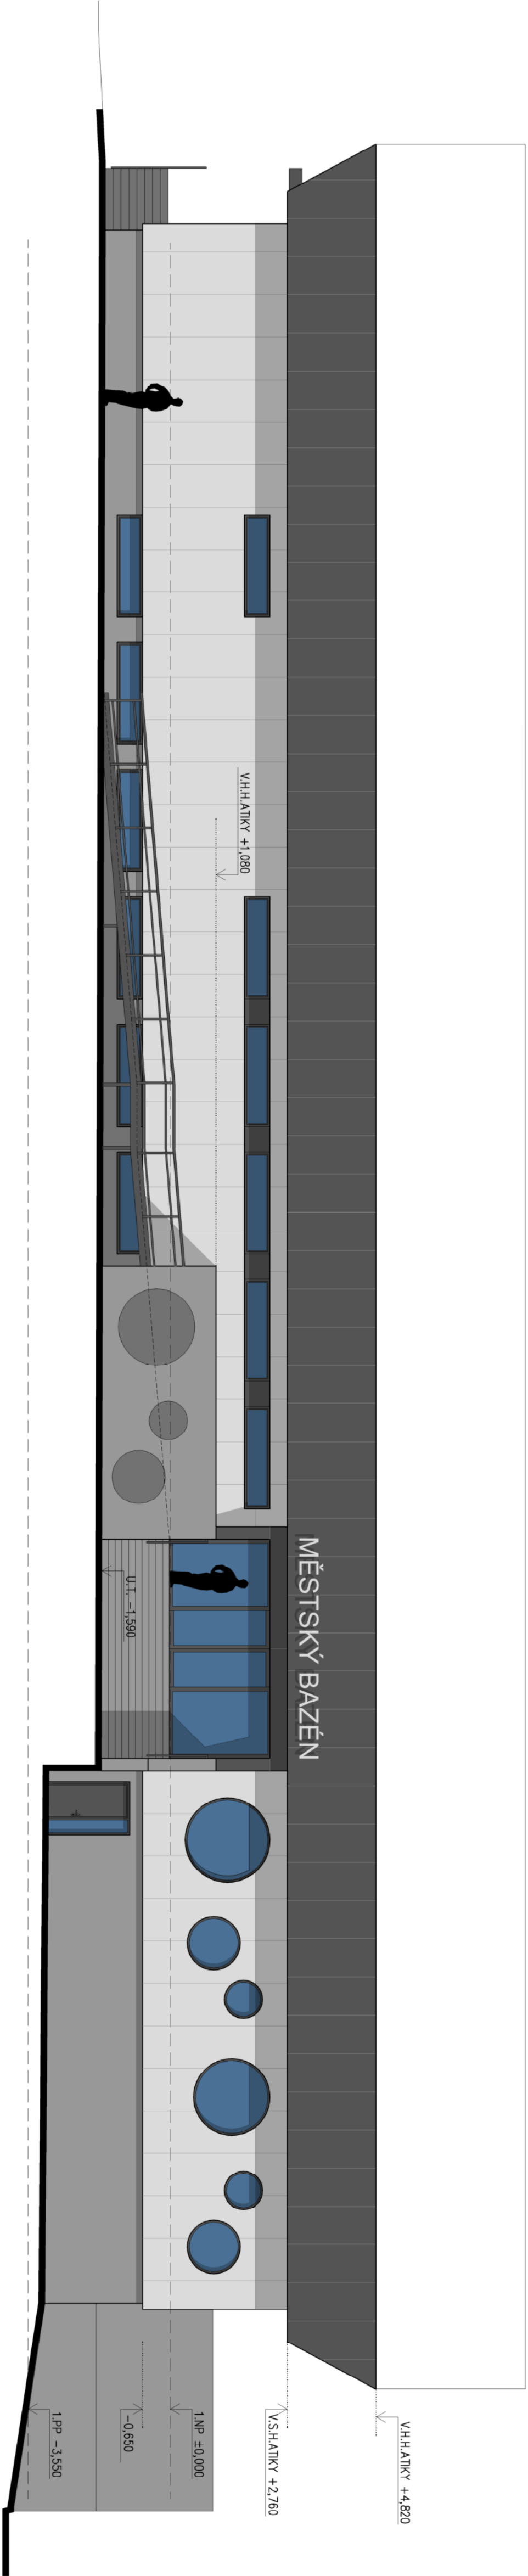 V.H.H.ATIKY +1,080
MĚSTSKÝ BAZÉN
U.T. -1,590
V.H.H.ATIKY +4,820
V.S.H.ATIKY +2,760
1.NP ±0,000
-0,650
1.PP -3,550